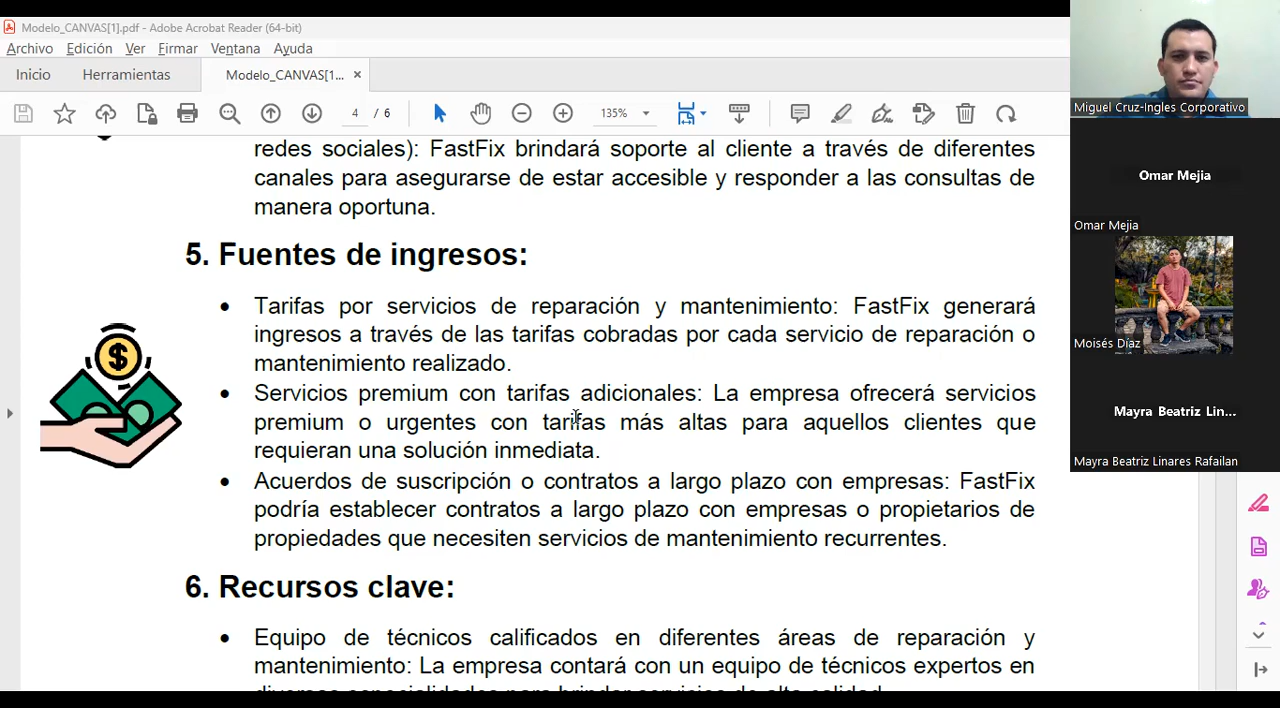 Modelo_CANVAS[1].pdf - Adobe Acrobat Reader (64-bit)
Archivo Edición Ver Firmar Ventana Ayuda
Inicio Herramientas Modelo_CANVAS[1... ×
4 / 6 135%
redes sociales): FastFix brindará soporte al cliente a través de diferentes
canales para asegurarse de estar accesible y responder a las consultas de
manera oportuna.
5. Fuentes de ingresos:
• Tarifas por servicios de reparación y mantenimiento: FastFix generará
ingresos a través de las tarifas cobradas por cada servicio de reparación o
mantenimiento realizado.
• Servicios premium con tarifas adicionales: La empresa ofrecerá servicios
premium o urgentes con tarifas más altas para aquellos clientes que
requieran una solución inmediata.
• Acuerdos de suscripción o contratos a largo plazo con empresas: FastFix
podría establecer contratos a largo plazo con empresas o propietarios de
propiedades que necesiten servicios de mantenimiento recurrentes.
6. Recursos clave:
• Equipo de técnicos calificados en diferentes áreas de reparación y
mantenimiento: La empresa contará con un equipo de técnicos expertos en
diversas especialidades para brindar servicios de alta calidad.
$
Miguel Cruz-Ingles Corporativo
Omar Mejia
Omar Mejia
Moisés Díaz
Mayra Beatriz Lin...
Mayra Beatriz Linares Rafailan